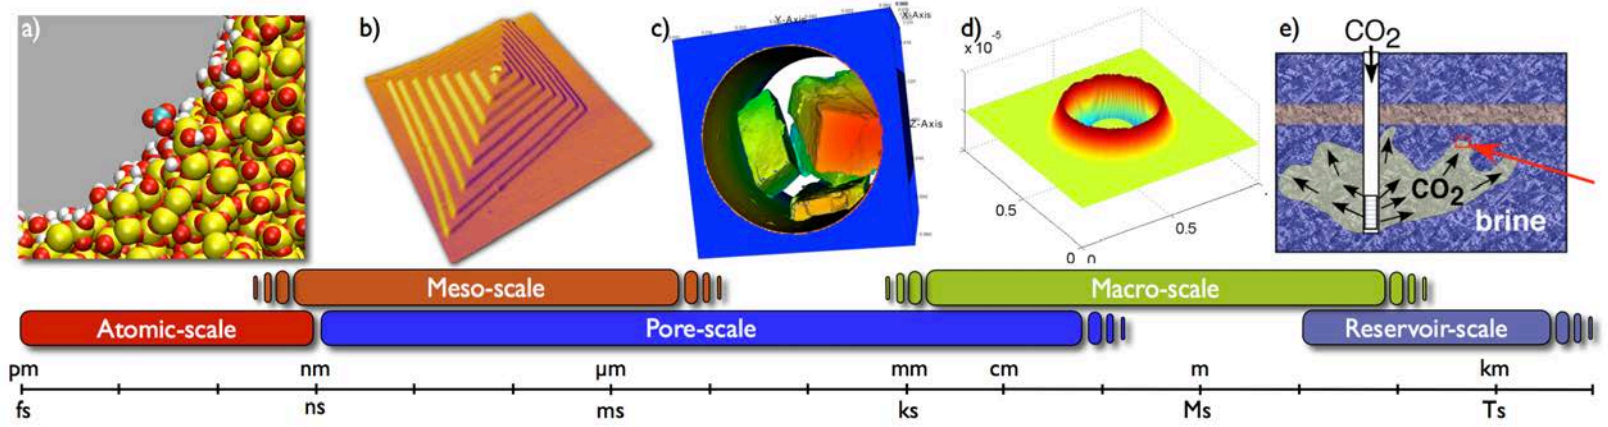 a)
b)
c)
Y-Axis
X-Axis
Z-Axis
d)
x 10⁻⁵
0.5
0.5
0
0
e)
CO₂
CO₂
brine
Meso-scale
Macro-scale
Atomic-scale
Pore-scale
Reservoir-scale
pm nm µm mm cm m km
fs ns ms ks Ms Ts